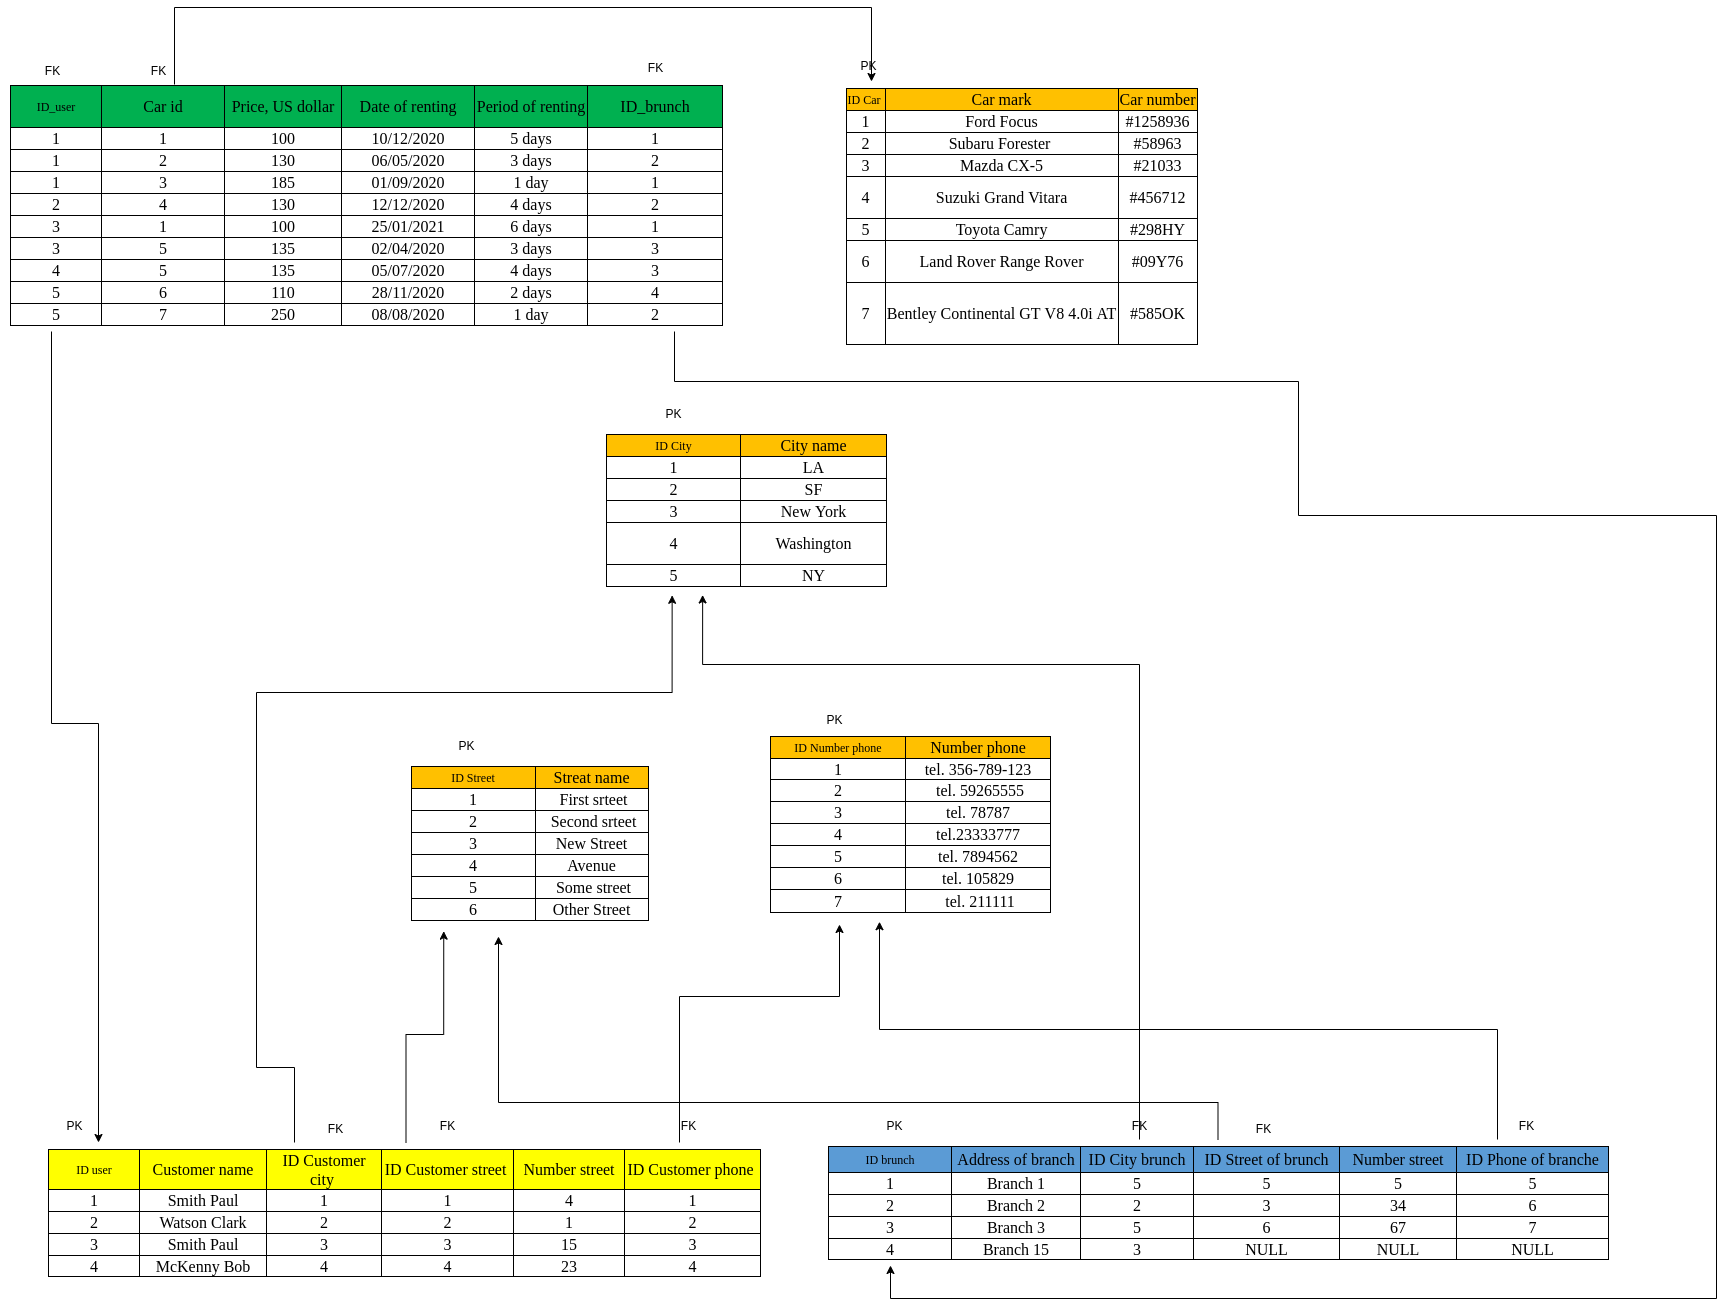 FK FK FK
ID_user Car id Price, US dollar Date of renting Period of renting ID_brunch
1 1 100 10/12/2020 5 days 1
1 2 130 06/05/2020 3 days 2
1 3 185 01/09/2020 1 day 1
2 4 130 12/12/2020 4 days 2
3 1 100 25/01/2021 6 days 1
3 5 135 02/04/2020 3 days 3
4 5 135 05/07/2020 4 days 3
5 6 110 28/11/2020 2 days 4
5 7 250 08/08/2020 1 day 2
PK
ID Car Car mark Car number
1 Ford Focus #1258936
2 Subaru Forester #58963
3 Mazda CX-5 #21033
4 Suzuki Grand Vitara #456712
5 Toyota Camry #298HY
6 Land Rover Range Rover #09Y76
7 Bentley Continental GT V8 4.0i AT #585OK
PK
ID City City name
1 LA
2 SF
3 New York
4 Washington
5 NY
PK
ID Street Streat name
1 First srteet
2 Second srteet
3 New Street
4 Avenue
5 Some street
6 Other Street
PK
ID Number phone Number phone
1 tel. 356-789-123
2 tel. 59265555
3 tel. 78787
4 tel.23333777
5 tel. 7894562
6 tel. 105829
7 tel. 211111
PK FK FK FK
ID user Customer name ID Customer city ID Customer street Number street ID Customer phone
1 Smith Paul 1 1 4 1
2 Watson Clark 2 2 1 2
3 Smith Paul 3 3 15 3
4 McKenny Bob 4 4 23 4
PK FK FK FK
ID brunch Address of branch ID City brunch ID Street of brunch Number street ID Phone of branche
1 Branch 1 5 5 5 5
2 Branch 2 2 3 34 6
3 Branch 3 5 6 67 7
4 Branch 15 3 NULL NULL NULL